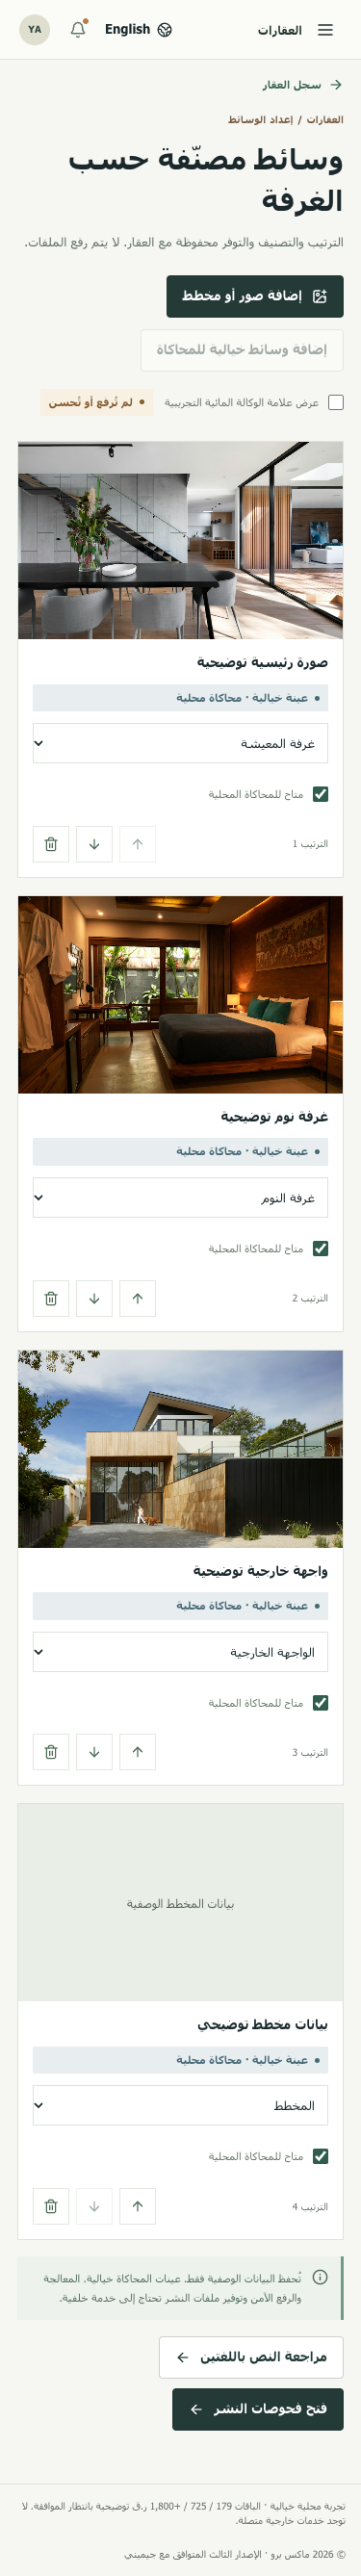 العقارات
English
YA
سجل العقار
العقارات / إعداد الوسائط
وسائط مصنّفة حسب
الغرفة
الترتيب والتصنيف والتوفر محفوظة مع العقار. لا يتم رفع الملفات.
إضافة صور أو مخطط
إضافة وسائط خيالية للمحاكاة
عرض علامة الوكالة المائية التجريبية
لم تُرفع أو تُحسن
صورة رئيسية توضيحية
عينة خيالية · محاكاة محلية
غرفة المعيشة
متاح للمحاكاة المحلية
الترتيب 1
غرفة نوم توضيحية
عينة خيالية · محاكاة محلية
غرفة النوم
متاح للمحاكاة المحلية
الترتيب 2
واجهة خارجية توضيحية
عينة خيالية · محاكاة محلية
الواجهة الخارجية
متاح للمحاكاة المحلية
الترتيب 3
بيانات المخطط الوصفية
بيانات مخطط توضيحي
عينة خيالية · محاكاة محلية
المخطط
متاح للمحاكاة المحلية
الترتيب 4
تُحفظ البيانات الوصفية فقط. عينات المحاكاة خيالية. المعالجة
والرفع الآمن وتوفير ملفات النشر تحتاج إلى خدمة خلفية.
مراجعة النص باللغتين
فتح فحوصات النشر
تجربة محلية خيالية · الباقات 179 / 725 / +1,800 ر.ق توضيحية بانتظار الموافقة. لا
توجد خدمات خارجية متصلة.
© 2026 ماكس برو · الإصدار الثالث المتوافق مع جيميني